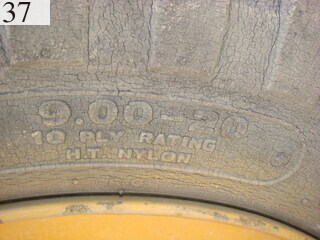 37
9.00-20
10 PLY RATING
H.T. NYLON